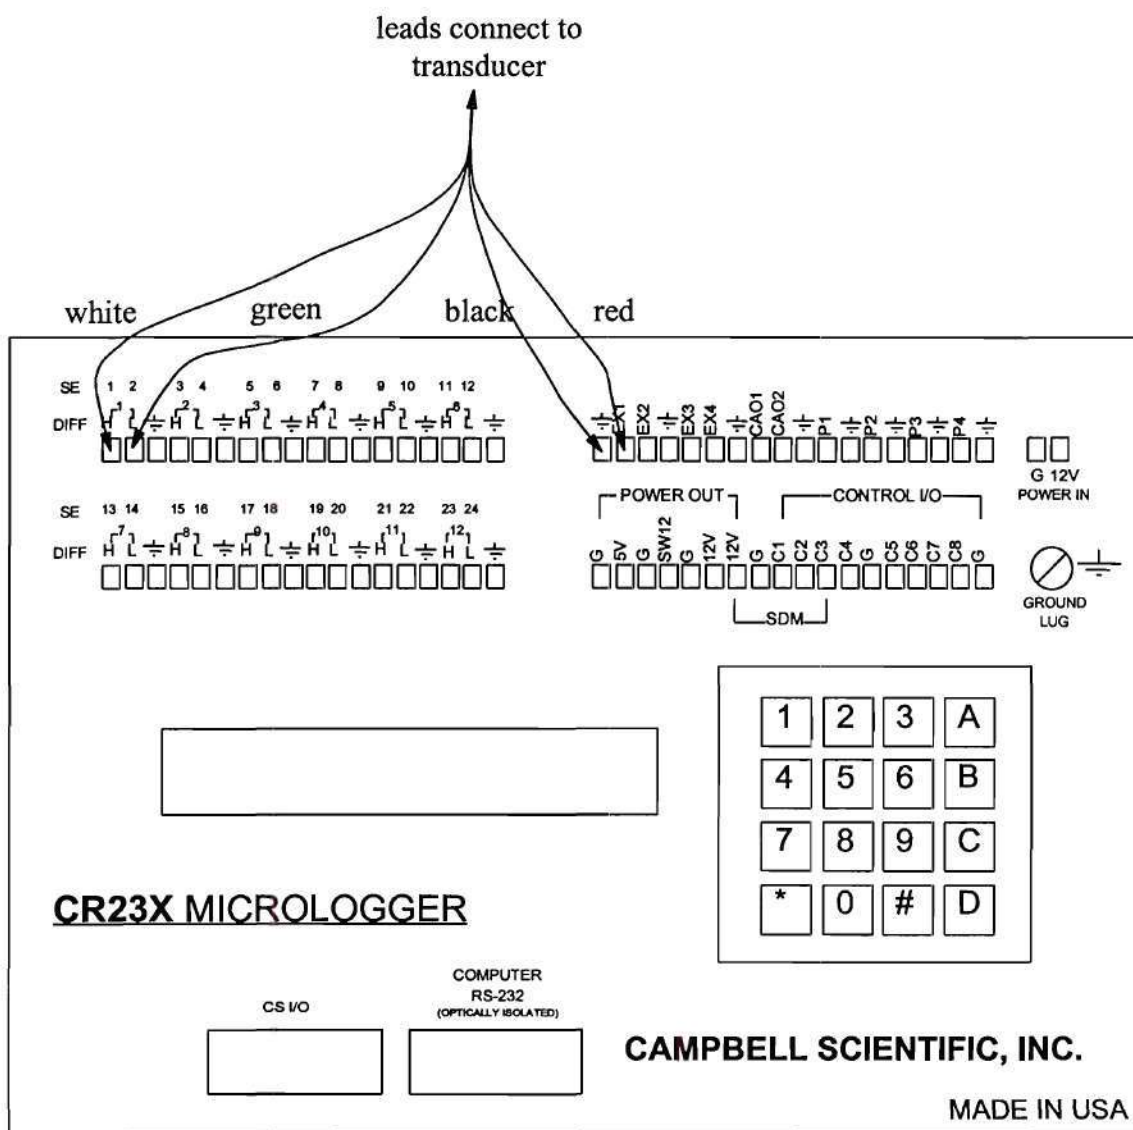 leads connect to
transducer
white
green
black
red
SE 1 2 3 4 5 6 7 8 9 10 11 12
1 2 3 4 5 6
DIFF H L H L H L H L H L H L
EX1 EX2 EX3 EX4 CAO1 CAO2 P1 P2 P3 P4
G 12V
POWER IN
POWER OUT
CONTROL I/O
SE 13 14 15 16 17 18 19 20 21 22 23 24
7 8 9 10 11 12
DIFF H L H L H L H L H L H L
G 5V G SW12 G 12V 12V G C1 C2 C3 C4 G C5 C6 C7 C8 G
SDM
GROUND
LUG
1 2 3 A
4 5 6 B
7 8 9 C
* 0 # D
CR23X MICROLOGGER
CS I/O
COMPUTER
RS-232
(OPTICALLY ISOLATED)
CAMPBELL SCIENTIFIC, INC.
MADE IN USA